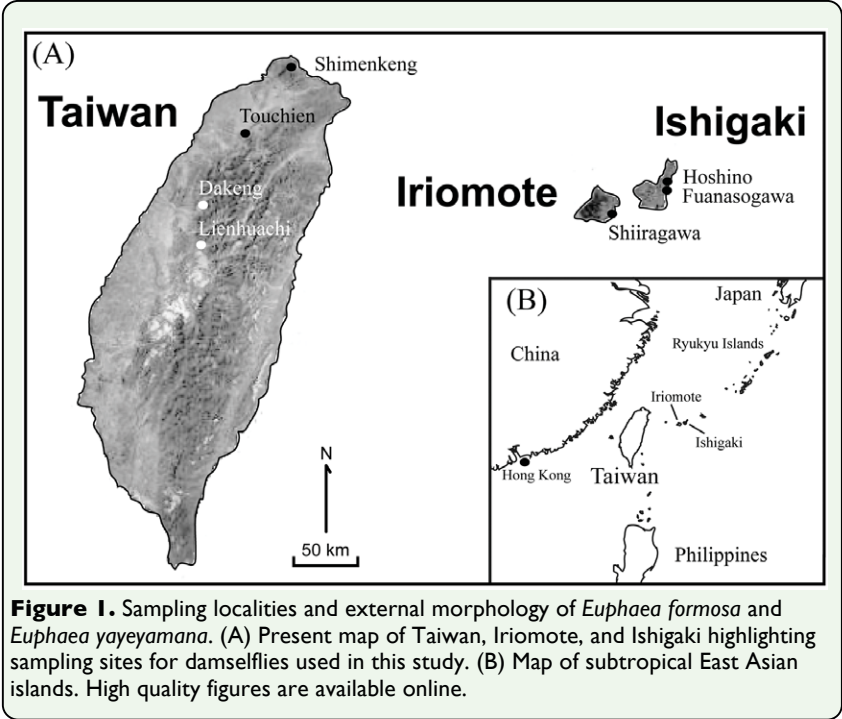 (A)
Shimenkeng
Taiwan
Touchien
Ishigaki
Dakeng
Iriomote
Hoshino
Fuanasogawa
Lienhuachi
Shiiragawa
N
50 km
(B)
Japan
China
Ryukyu Islands
Iriomote
Ishigaki
Hong Kong
Taiwan
Philippines
Figure 1. Sampling localities and external morphology of Euphaea formosa and
Euphaea yayeyamana. (A) Present map of Taiwan, Iriomote, and Ishigaki highlighting
sampling sites for damselflies used in this study. (B) Map of subtropical East Asian
islands. High quality figures are available online.